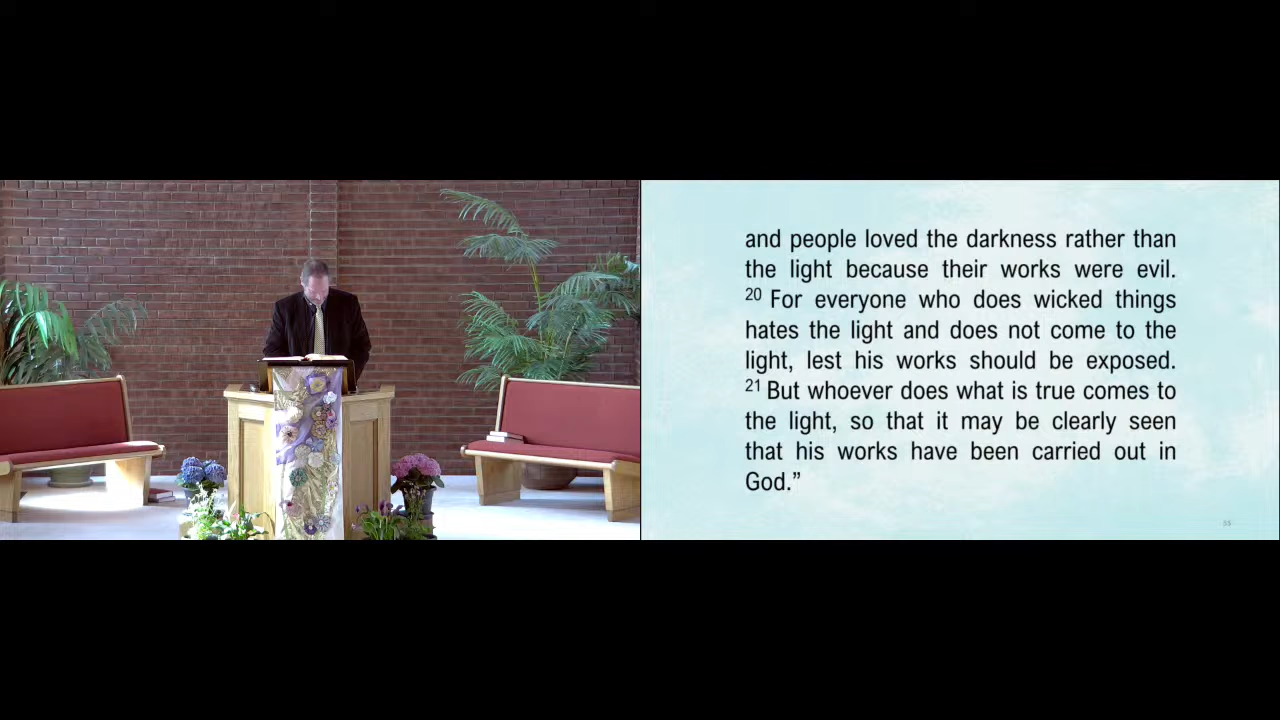 and people loved the darkness rather than
the light because their works were evil.
20 For everyone who does wicked things
hates the light and does not come to the
light, lest his works should be exposed.
21 But whoever does what is true comes to
the light, so that it may be clearly seen
that his works have been carried out in
God.”
55